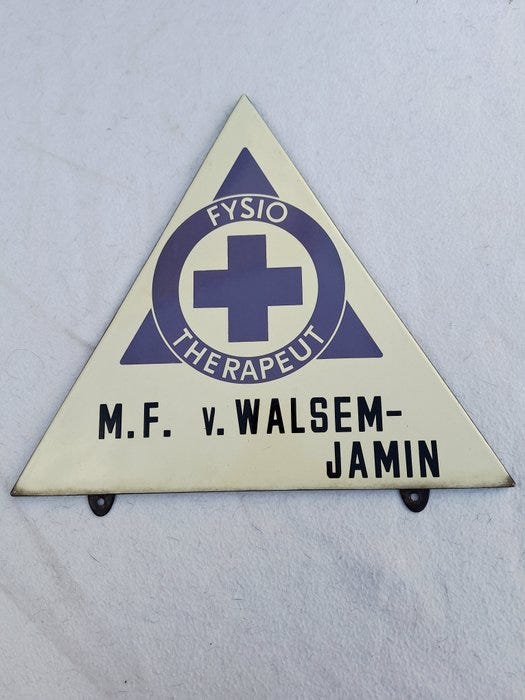 FYSIO
THERAPEUT
M.F. v. WALSEM-
JAMIN